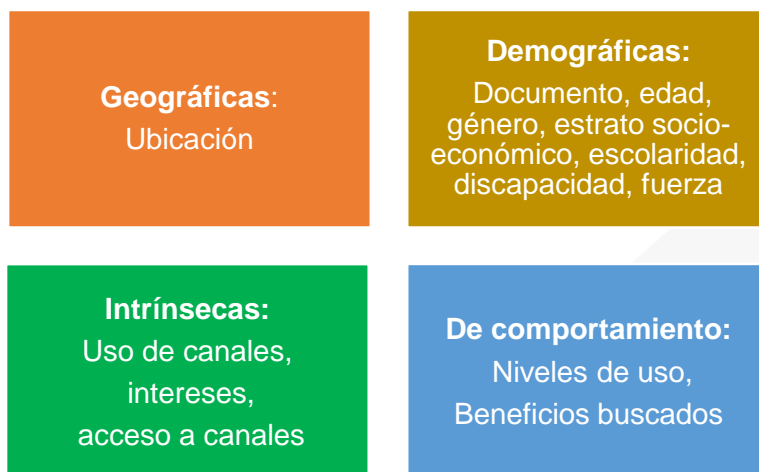 Geográficas:
Ubicación
Demográficas:
Documento, edad,
género, estrato socio-
económico, escolaridad,
discapacidad, fuerza
Intrínsecas:
Uso de canales,
intereses,
acceso a canales
De comportamiento:
Niveles de uso,
Beneficios buscados